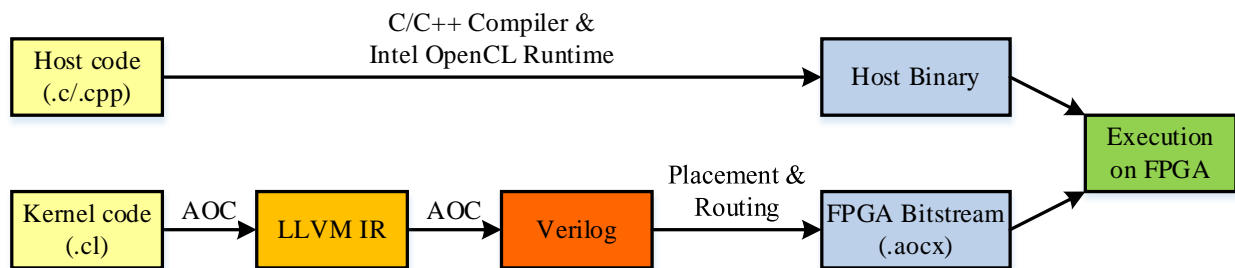 C/C++ Compiler &
Intel OpenCL Runtime
Host code
(.c/.cpp)
Host Binary
Execution
on FPGA
Kernel code
(.cl)
AOC
LLVM IR
AOC
Verilog
Placement &
Routing
FPGA Bitstream
(.aocx)